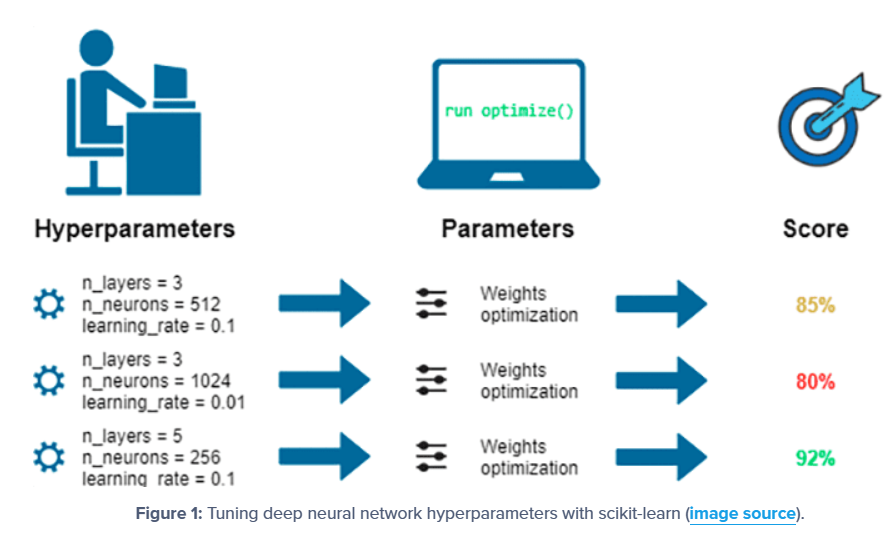 run optimize()
Hyperparameters
Parameters
Score
n_layers = 3
n_neurons = 512
learning_rate = 0.1
Weights
optimization
85%
n_layers = 3
n_neurons = 1024
learning_rate = 0.01
Weights
optimization
80%
n_layers = 5
n_neurons = 256
learning_rate = 0.1
Weights
optimization
92%
Figure 1: Tuning deep neural network hyperparameters with scikit-learn (image source).